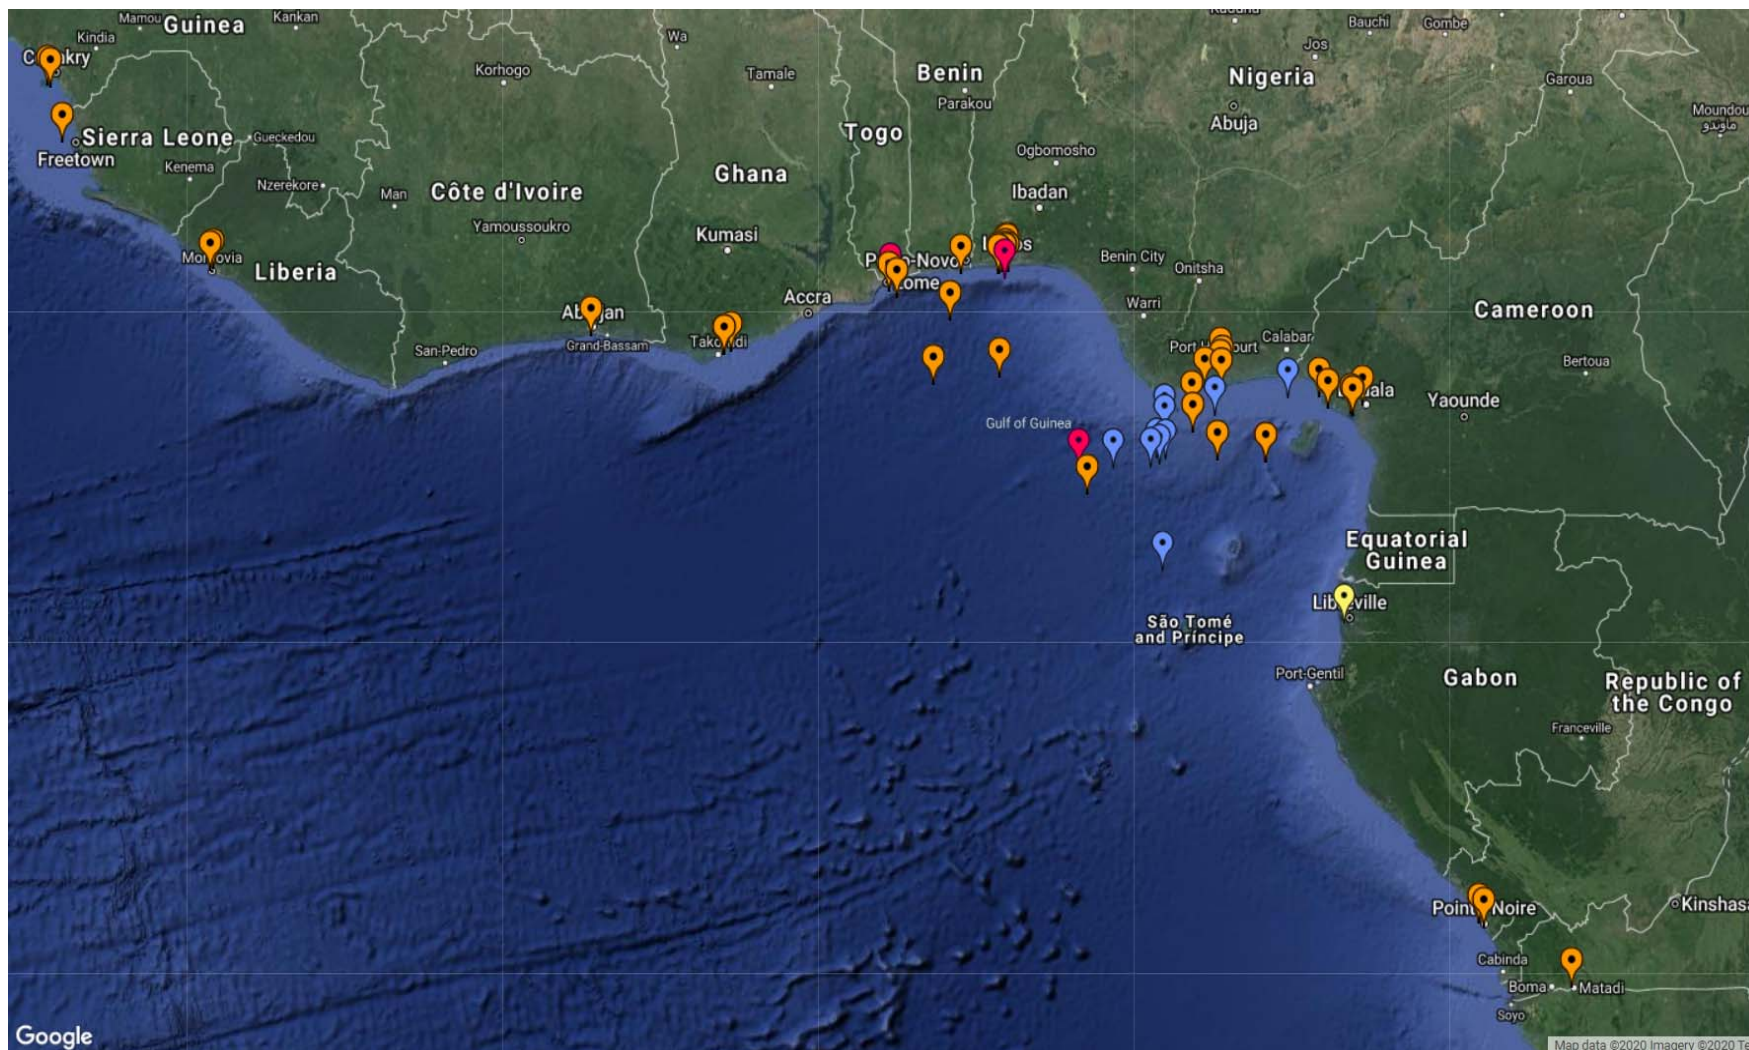 Mamou
Kankan
Guinea
Kindia
Wa
Jos
Bauchi
Gombe
Korhogo
Tamale
Benin
Parakou
Nigeria
Garoua
Abuja
Moundou
ماوندو
Sierra Leone
Gueckedou
Freetown
Kenema
Nzerekore
Man
Côte d'Ivoire
Yamoussoukro
Togo
Ghana
Kumasi
Ogbomosho
Ibadan
Benin City
Onitsha
Liberia
Accra
Warri
Cameroon
San-Pedro
Grand-Bassam
Calabar
Bertoua
Yaounde
Gulf of Guinea
Equatorial
Guinea
São Tomé
and Príncipe
Port-Gentil
Gabon
Republic of
the Congo
Franceville
Kinshasa
Cabinda
Boma
Matadi
Soyo
Google
Map data ©2020 Imagery ©2020 Te